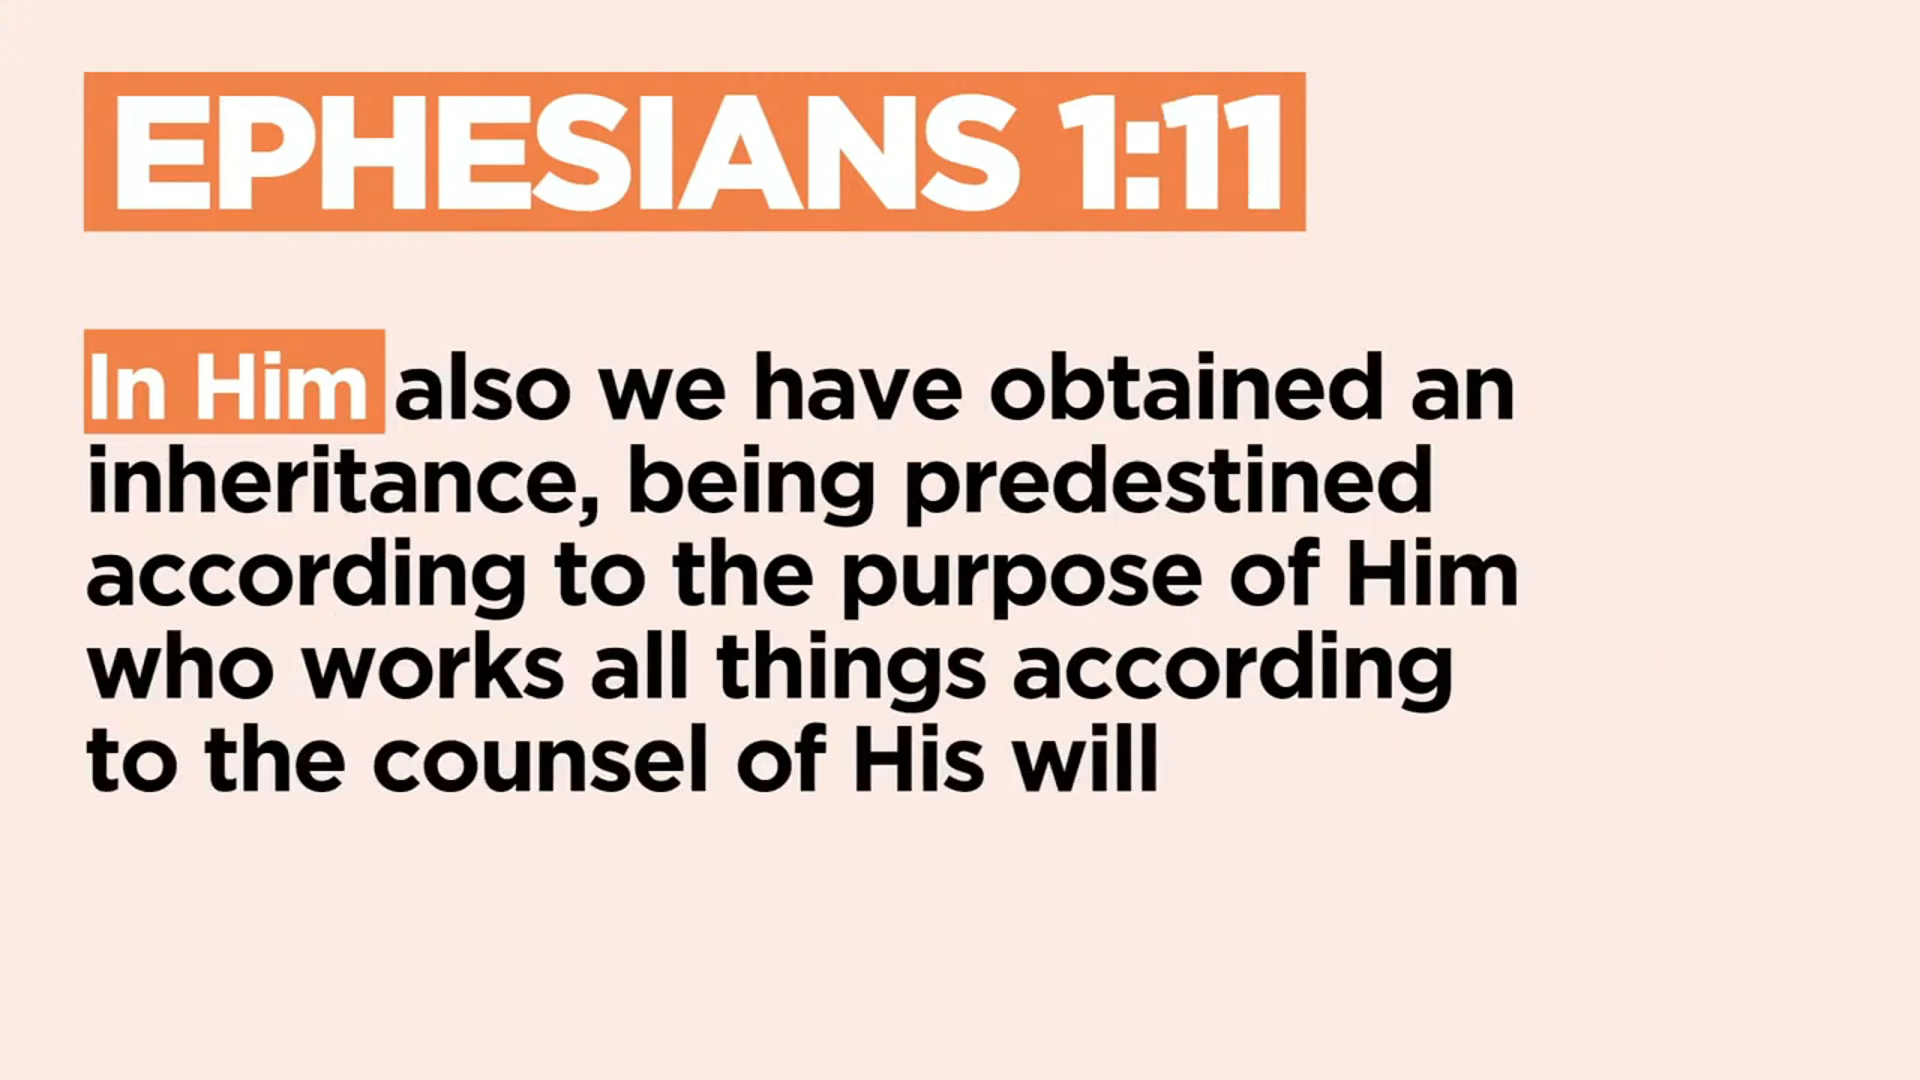 EPHESIANS 1:11
In Him also we have obtained an
inheritance, being predestined
according to the purpose of Him
who works all things according
to the counsel of His will